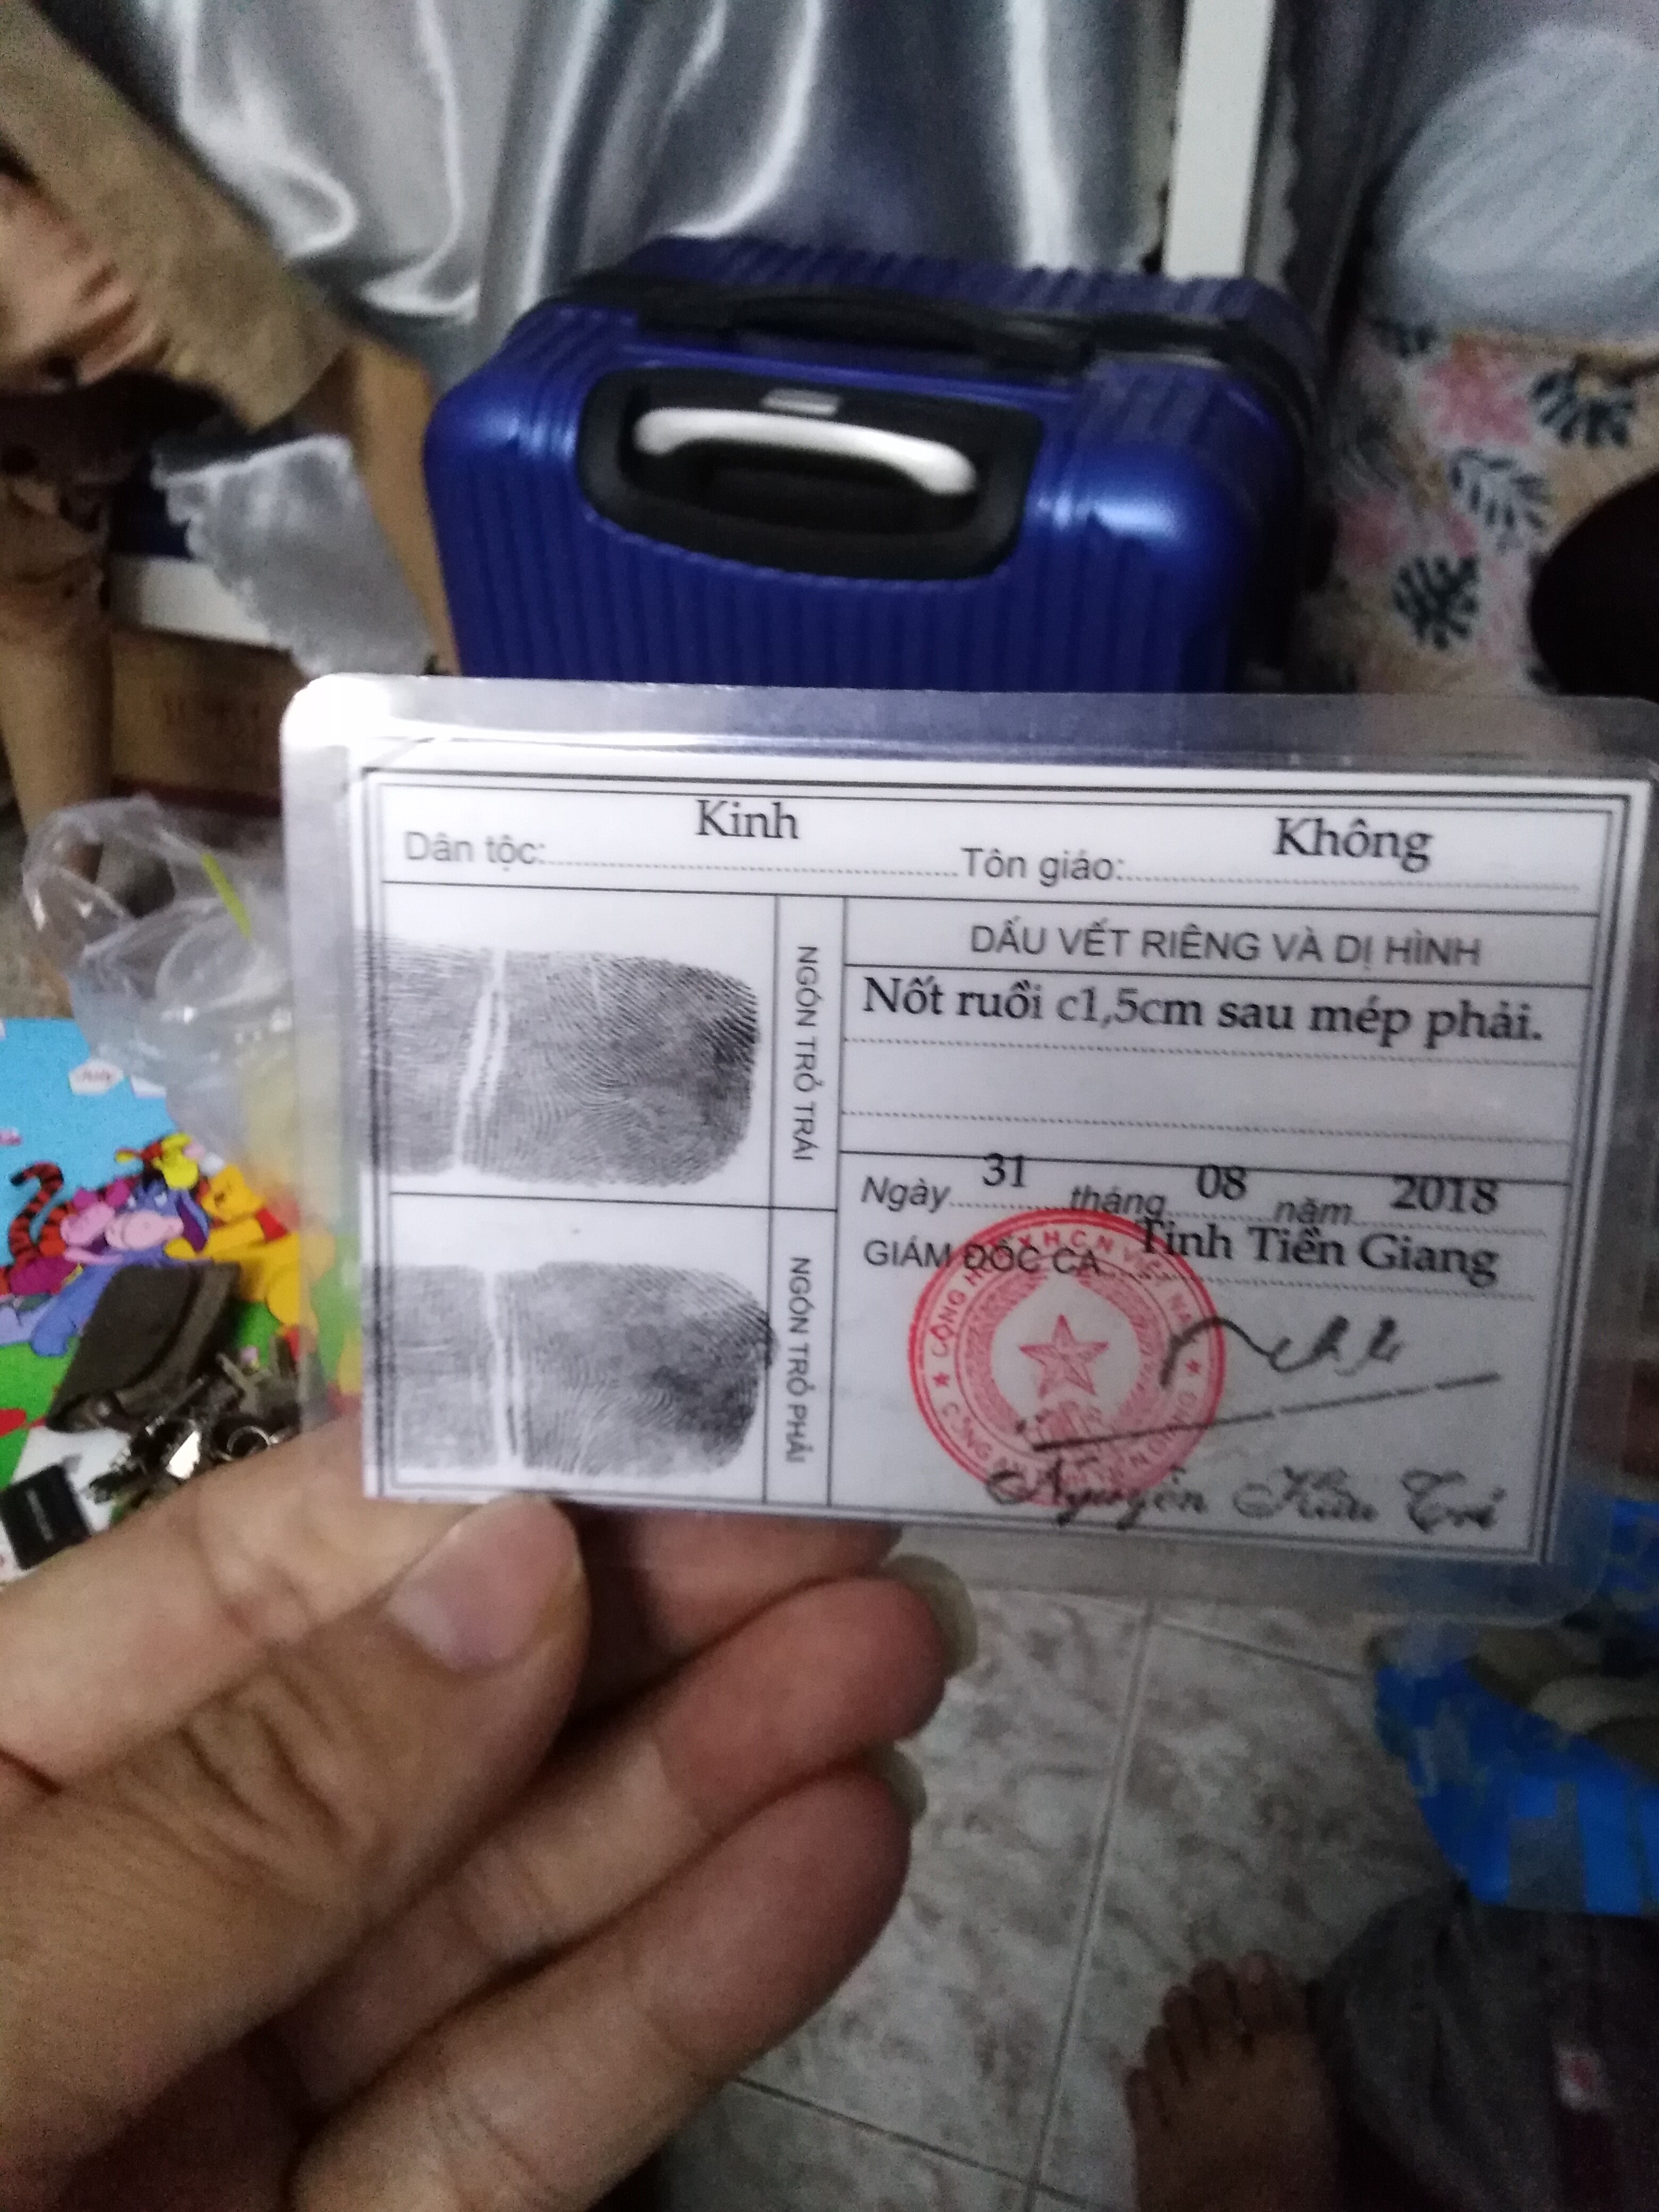 Dân tộc: Kinh Tôn giáo: Không
NGÓN TRỎ TRÁI
NGÓN TRỎ PHẢI
DẤU VẾT RIÊNG VÀ DỊ HÌNH
Nốt ruồi c1,5cm sau mép phải.
Ngày 31 tháng 08 năm 2018
GIÁM ĐỐC CA Tỉnh Tiền Giang
Nguyễn Hữu Trí